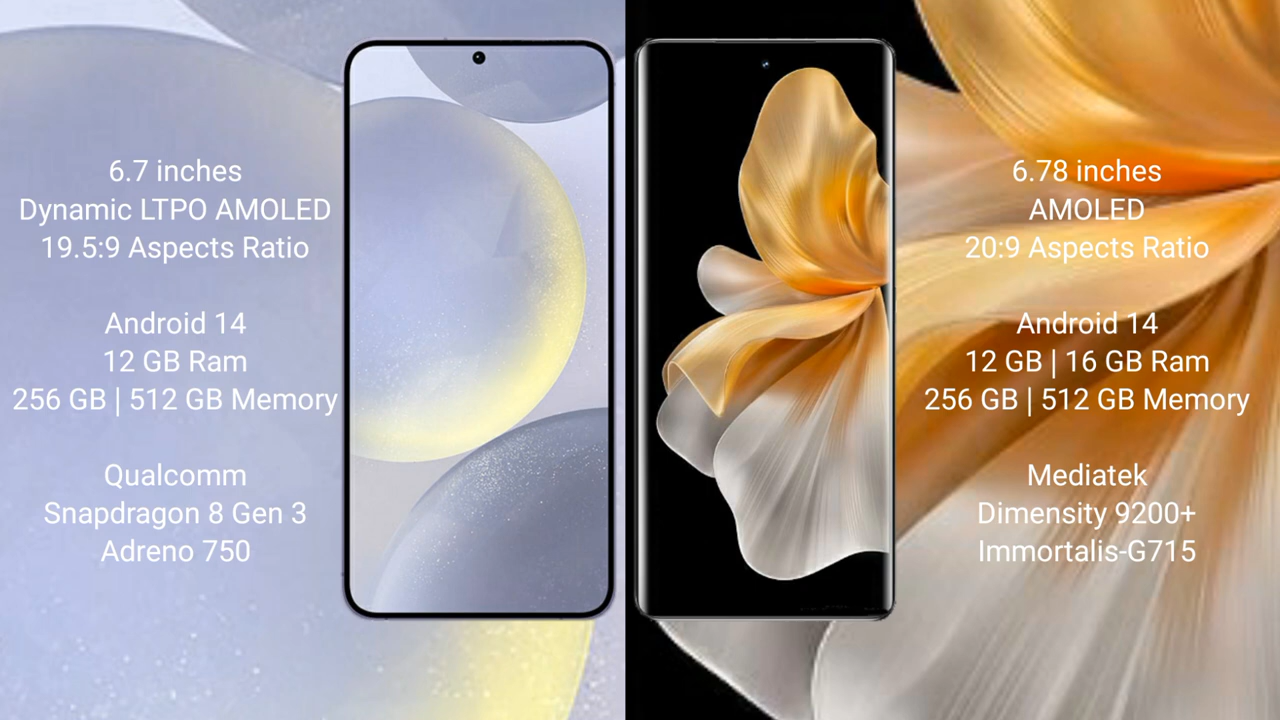 6.7 inches
Dynamic LTPO AMOLED
19.5:9 Aspects Ratio
Android 14
12 GB Ram
256 GB | 512 GB Memory
Qualcomm
Snapdragon 8 Gen 3
Adreno 750
6.78 inches
AMOLED
20:9 Aspects Ratio
Android 14
12 GB | 16 GB Ram
256 GB | 512 GB Memory
Mediatek
Dimensity 9200+
Immortalis-G715